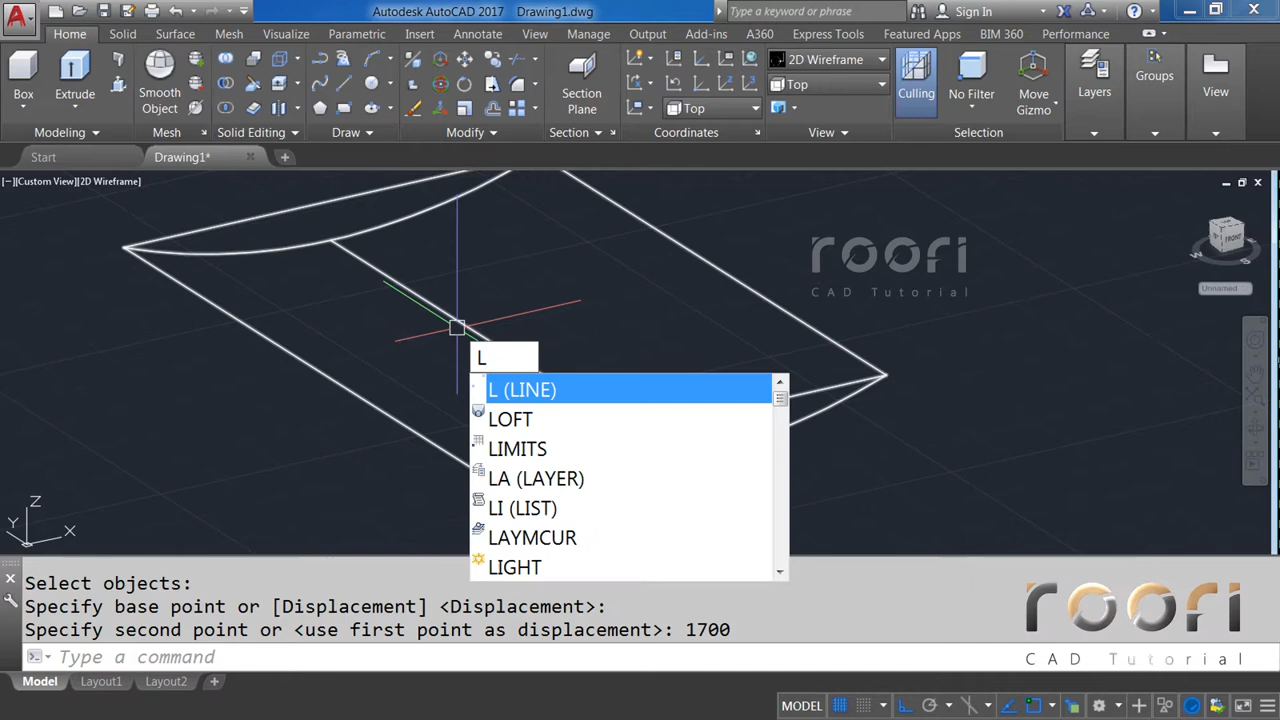 Autodesk AutoCAD 2017 Drawing1.dwg
Type a keyword or phrase
Sign In
Home Solid Surface Mesh Visualize Parametric Insert Annotate View Manage Output Add-ins A360 Express Tools Featured Apps BIM 360 Performance
2D Wireframe
Top
Top
Box
Extrude
Smooth
Object
Section
Plane
Culling
No Filter
Move
Gizmo
Layers
Groups
View
Modeling
Mesh
Solid Editing
Draw
Modify
Section
Coordinates
View
Selection
Start
Drawing1*
[−][Custom View][2D Wireframe]
roofi
CAD Tutorial
FRONT
W
S
Unnamed
L
L (LINE)
LOFT
LIMITS
LA (LAYER)
LI (LIST)
LAYMCUR
LIGHT
Z
Y
X
Select objects:
Specify base point or [Displacement] <Displacement>:
Specify second point or <use first point as displacement>: 1700
Type a command
roofi
CAD Tutorial
Model Layout1 Layout2
MODEL